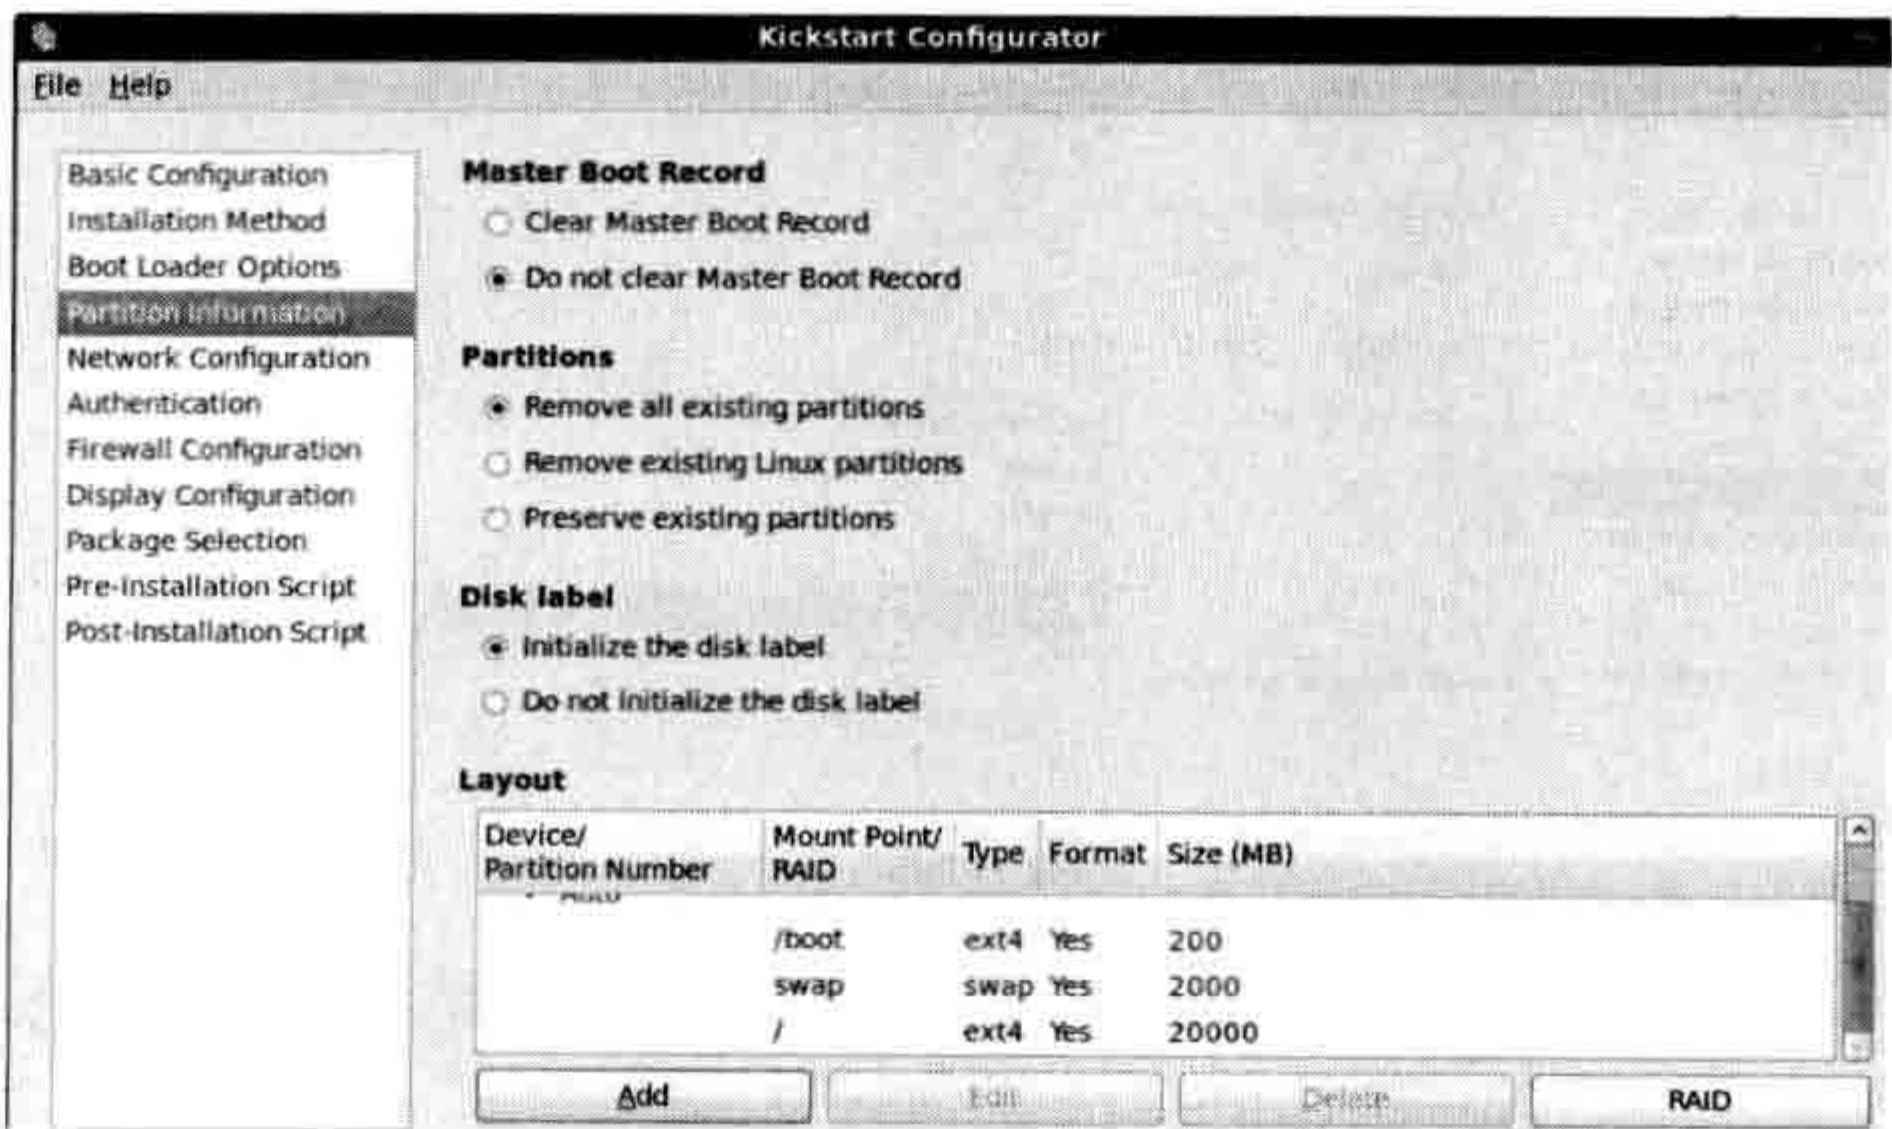 Kickstart Configurator
File Help
Basic Configuration
Installation Method
Boot Loader Options
Partition Information
Network Configuration
Authentication
Firewall Configuration
Display Configuration
Package Selection
Pre-Installation Script
Post-Installation Script
Master Boot Record
Clear Master Boot Record
Do not clear Master Boot Record
Partitions
Remove all existing partitions
Remove existing Linux partitions
Preserve existing partitions
Disk label
Initialize the disk label
Do not initialize the disk label
Layout
Device/ Mount Point/
Partition Number RAID Type Format Size (MB)
Auto
/boot ext4 Yes 200
swap swap Yes 2000
/ ext4 Yes 20000
Add Edit Delete RAID